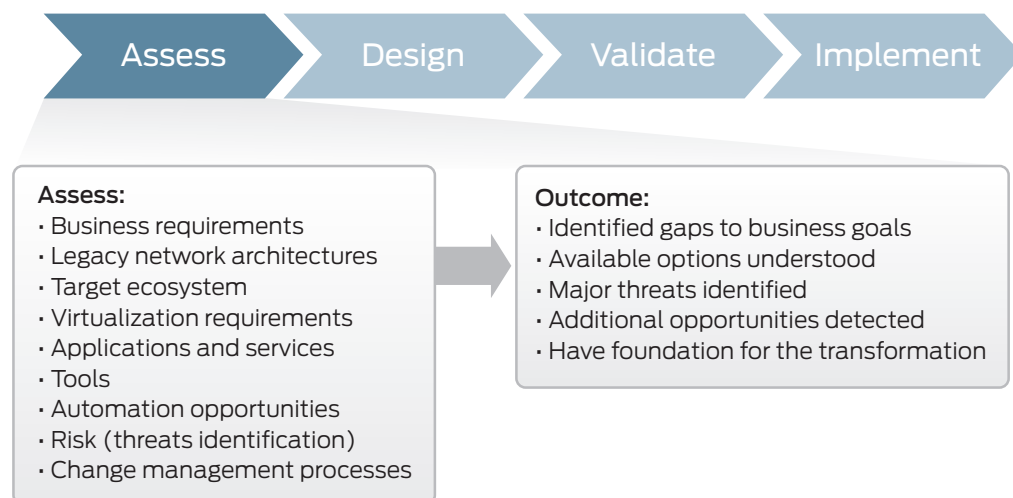 Assess
Design
Validate
Implement
Assess:
· Business requirements
· Legacy network architectures
· Target ecosystem
· Virtualization requirements
· Applications and services
· Tools
· Automation opportunities
· Risk (threats identification)
· Change management processes
Outcome:
· Identified gaps to business goals
· Available options understood
· Major threats identified
· Additional opportunities detected
· Have foundation for the transformation